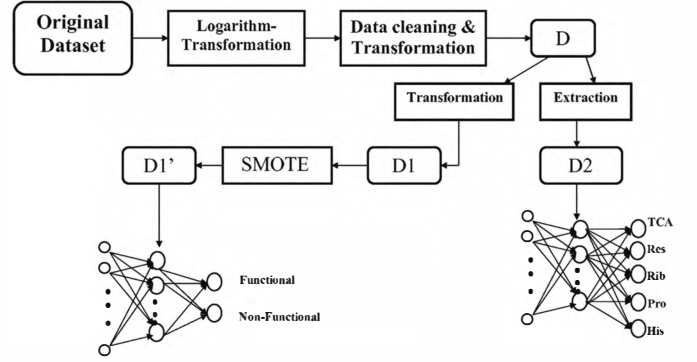 Original
Dataset
Logarithm-
Transformation
Data cleaning &
Transformation
D
Transformation
Extraction
D1’
SMOTE
D1
D2
Functional
Non-Functional
TCA
Res
Rib
Pro
His